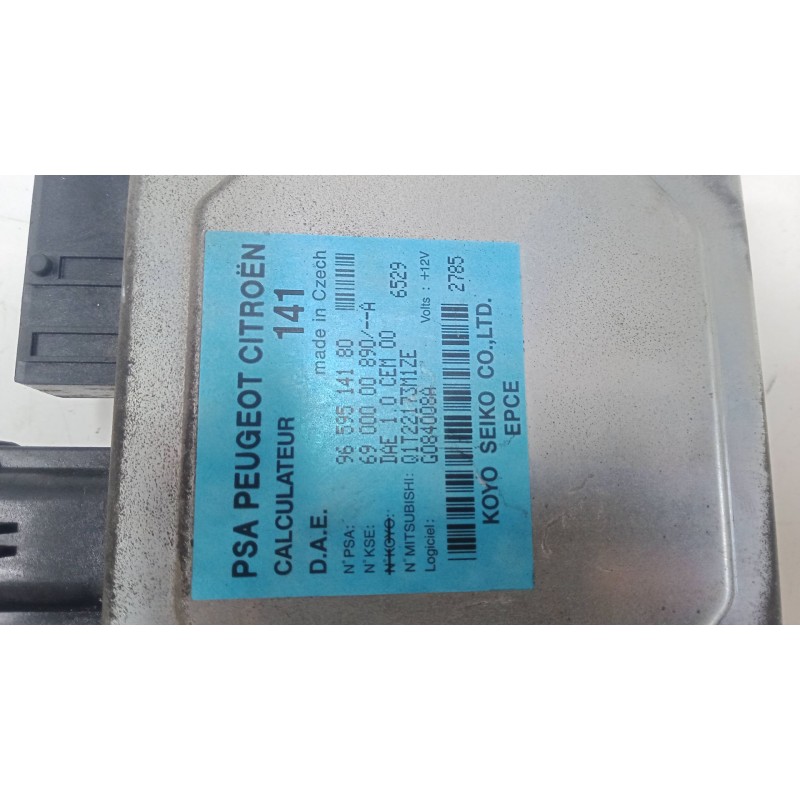 PSA PEUGEOT CITROËN
CALCULATEUR 141
D.A.E. made in Czech
N°PSA: 96 595 141 80
N°KSE: 69 000 00 890/--A
N°KOYO: DAE 1.0 CEM 00 6529
N°MITSUBISHI: Q1T22173M1ZE
Logiciel: G084008A Volts : +12V
2785
KOYO SEIKO CO.,LTD.
EPCE